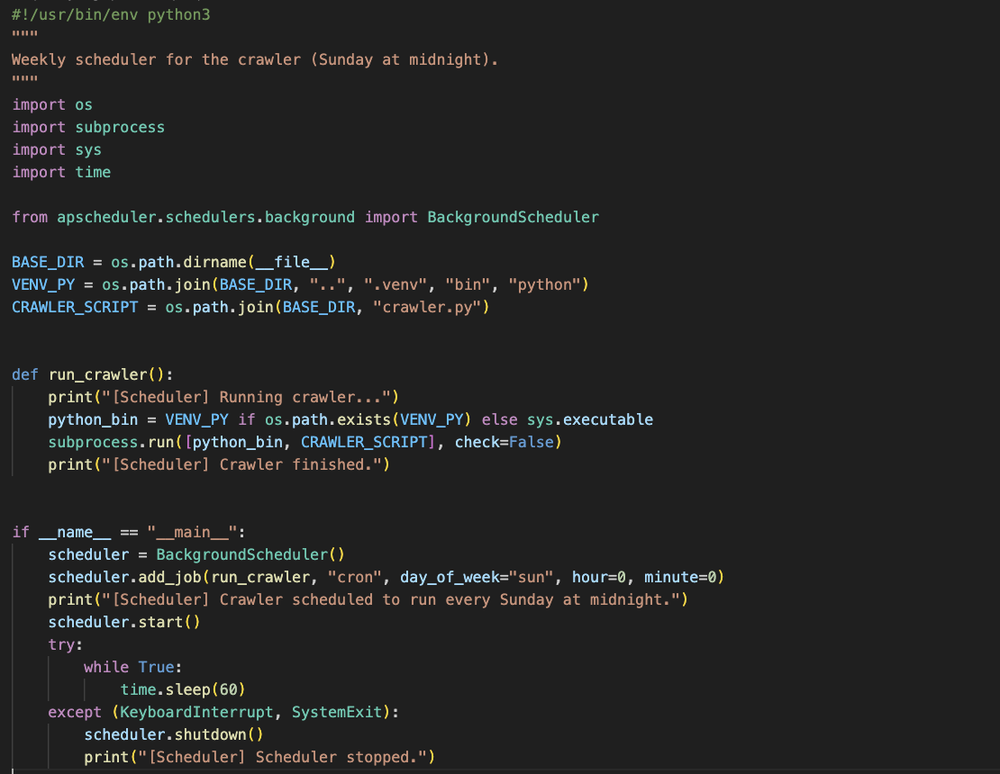 #!/usr/bin/env python3
"""
Weekly scheduler for the crawler (Sunday at midnight).
"""
import os
import subprocess
import sys
import time

from apscheduler.schedulers.background import BackgroundScheduler

BASE_DIR = os.path.dirname(__file__)
VENV_PY = os.path.join(BASE_DIR, "..", ".venv", "bin", "python")
CRAWLER_SCRIPT = os.path.join(BASE_DIR, "crawler.py")


def run_crawler():
    print("[Scheduler] Running crawler...")
    python_bin = VENV_PY if os.path.exists(VENV_PY) else sys.executable
    subprocess.run([python_bin, CRAWLER_SCRIPT], check=False)
    print("[Scheduler] Crawler finished.")


if __name__ == "__main__":
    scheduler = BackgroundScheduler()
    scheduler.add_job(run_crawler, "cron", day_of_week="sun", hour=0, minute=0)
    print("[Scheduler] Crawler scheduled to run every Sunday at midnight.")
    scheduler.start()
    try:
        while True:
            time.sleep(60)
    except (KeyboardInterrupt, SystemExit):
        scheduler.shutdown()
        print("[Scheduler] Scheduler stopped.")